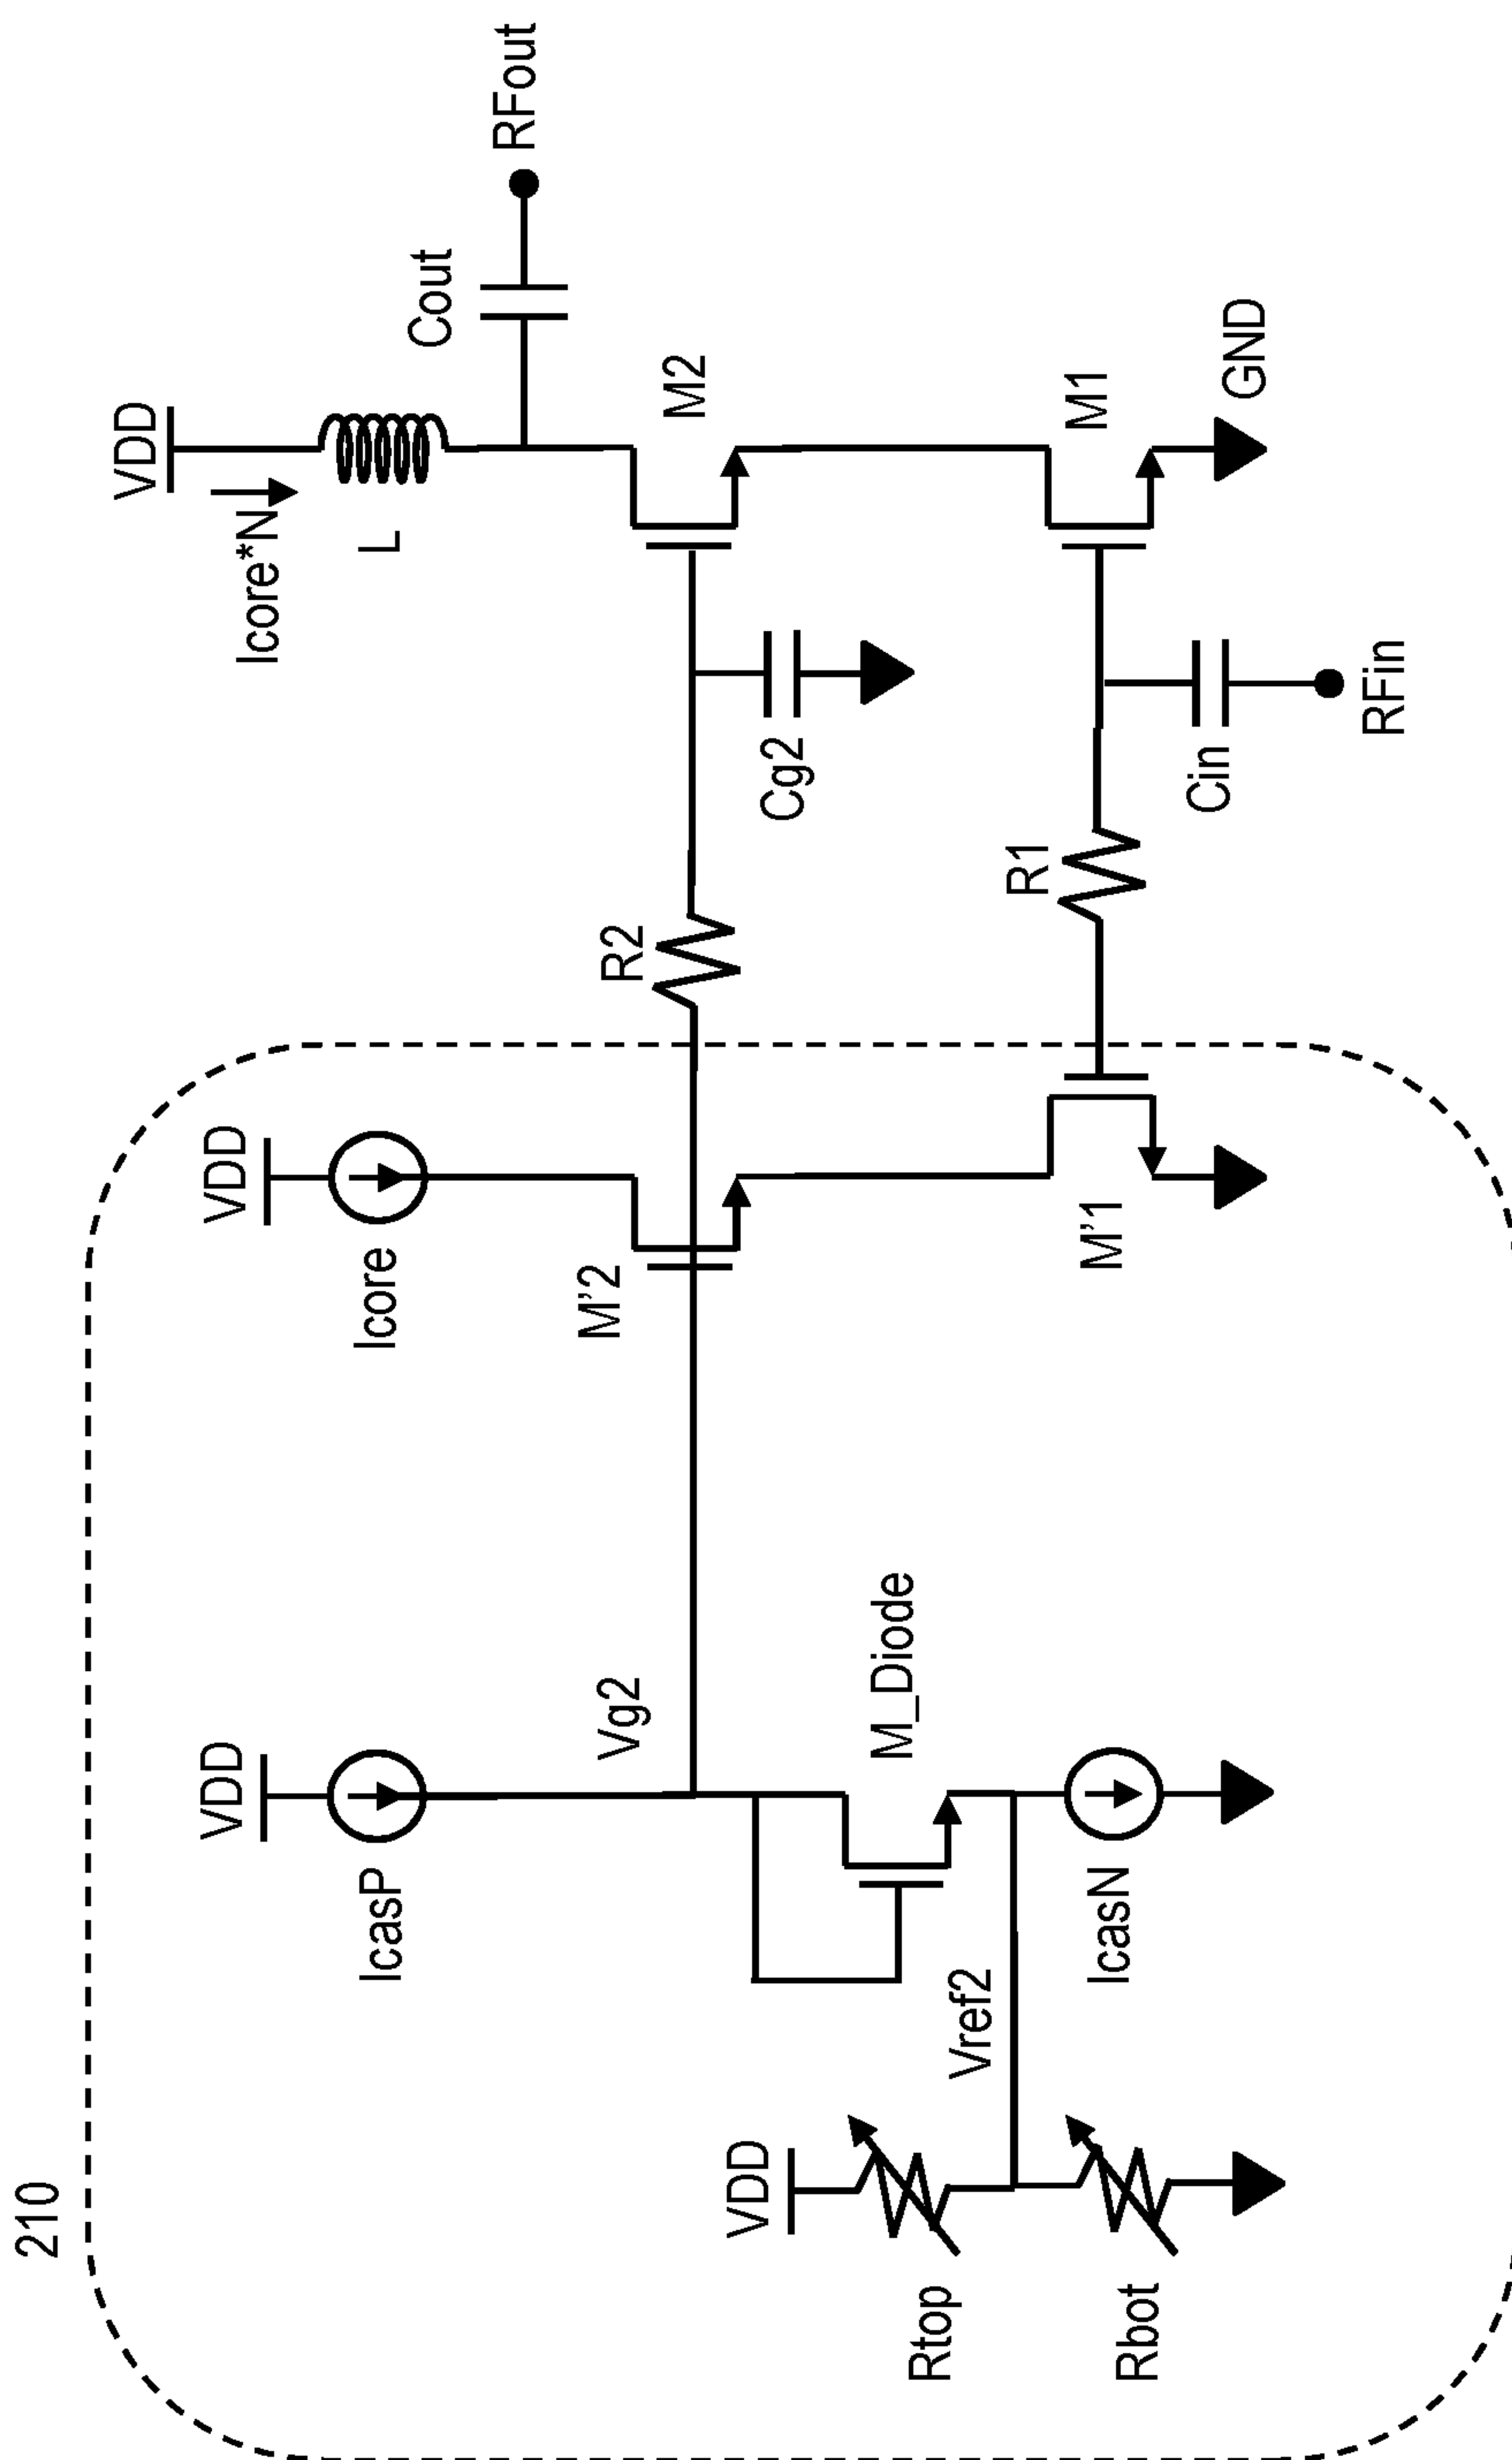 210
VDD
Rtop
Rbot
Vref2
VDD
IcasP
Vg2
M_Diode
IcasN
VDD
Icore
M'2
M'1
R2
R1
Cg2
Cin
RFin
VDD
Icore*N
L
Cout
RFout
M2
M1
GND